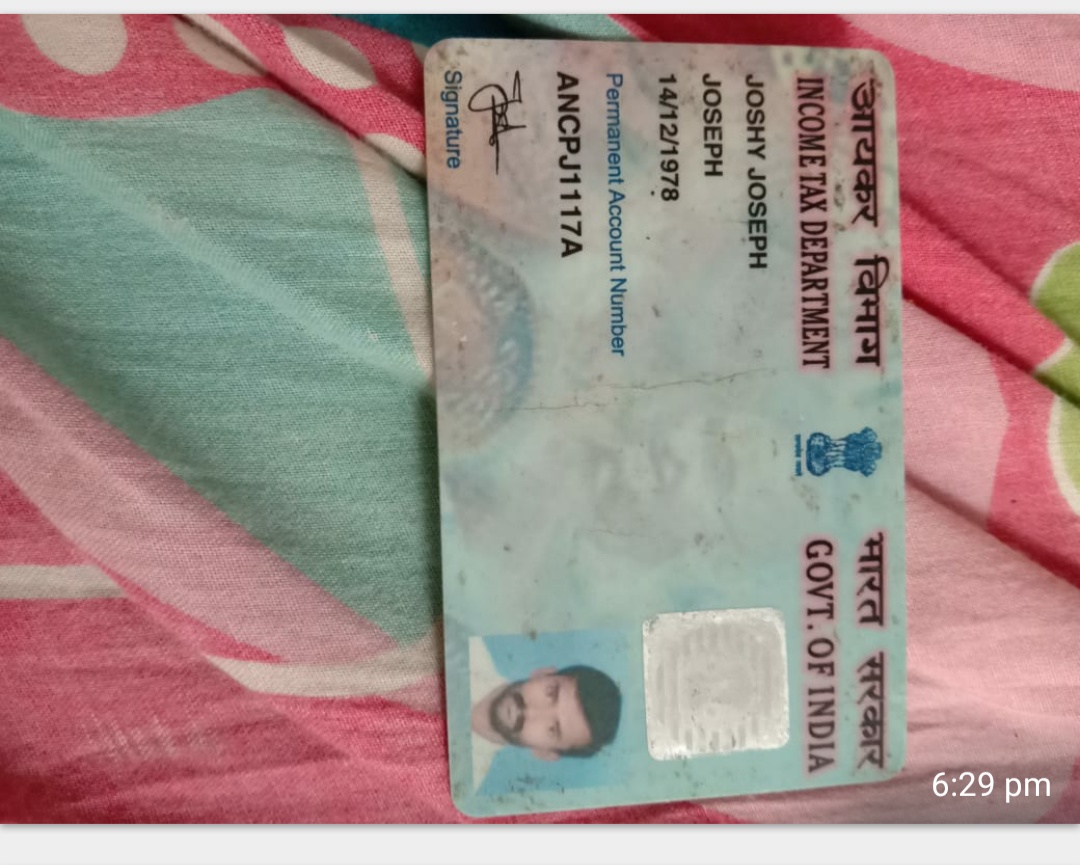 आयकर विभाग
INCOME TAX DEPARTMENT
भारत सरकार
GOVT. OF INDIA
JOSHY JOSEPH
JOSEPH
14/12/1978
Permanent Account Number
ANCPJ1117A
Signature
6:29 pm